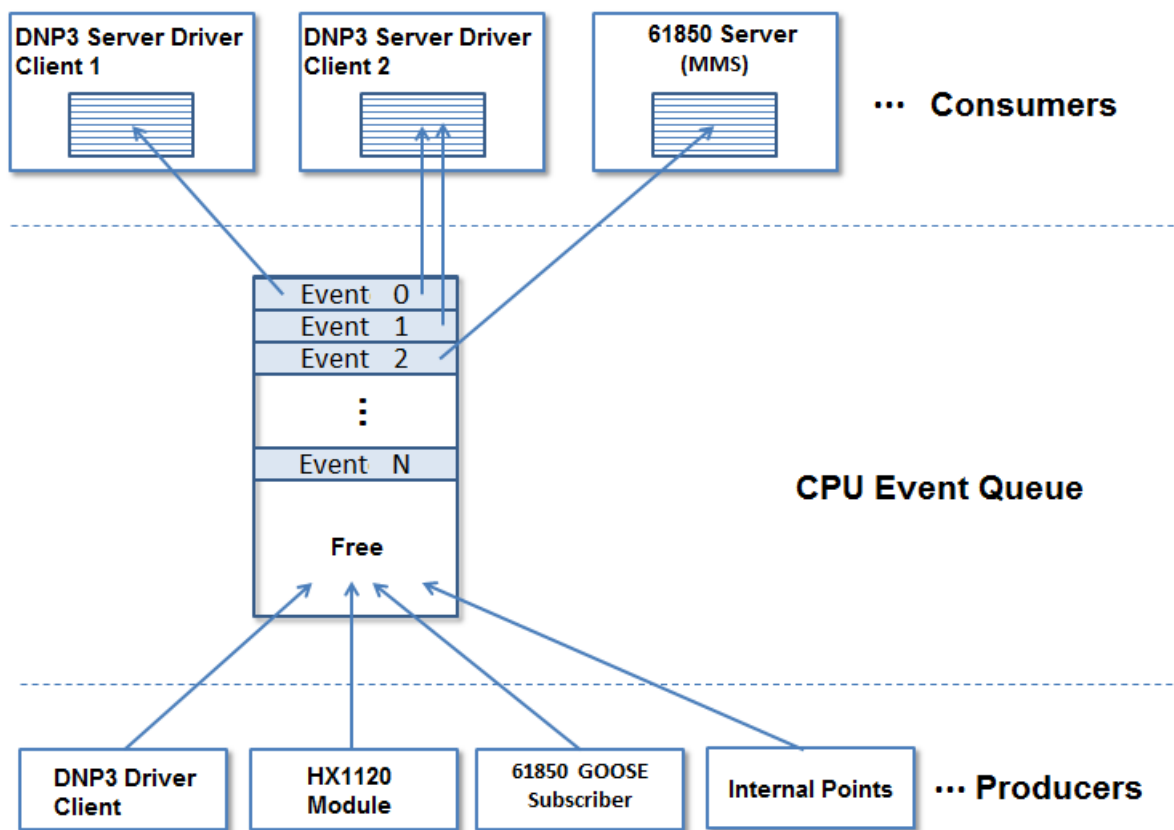 DNP3 Server Driver
Client 1
DNP3 Server Driver
Client 2
61850 Server
(MMS)
... Consumers
Event 0
Event 1
Event 2
⋮
Event N
Free
CPU Event Queue
DNP3 Driver
Client
HX1120
Module
61850 GOOSE
Subscriber
Internal Points
... Producers